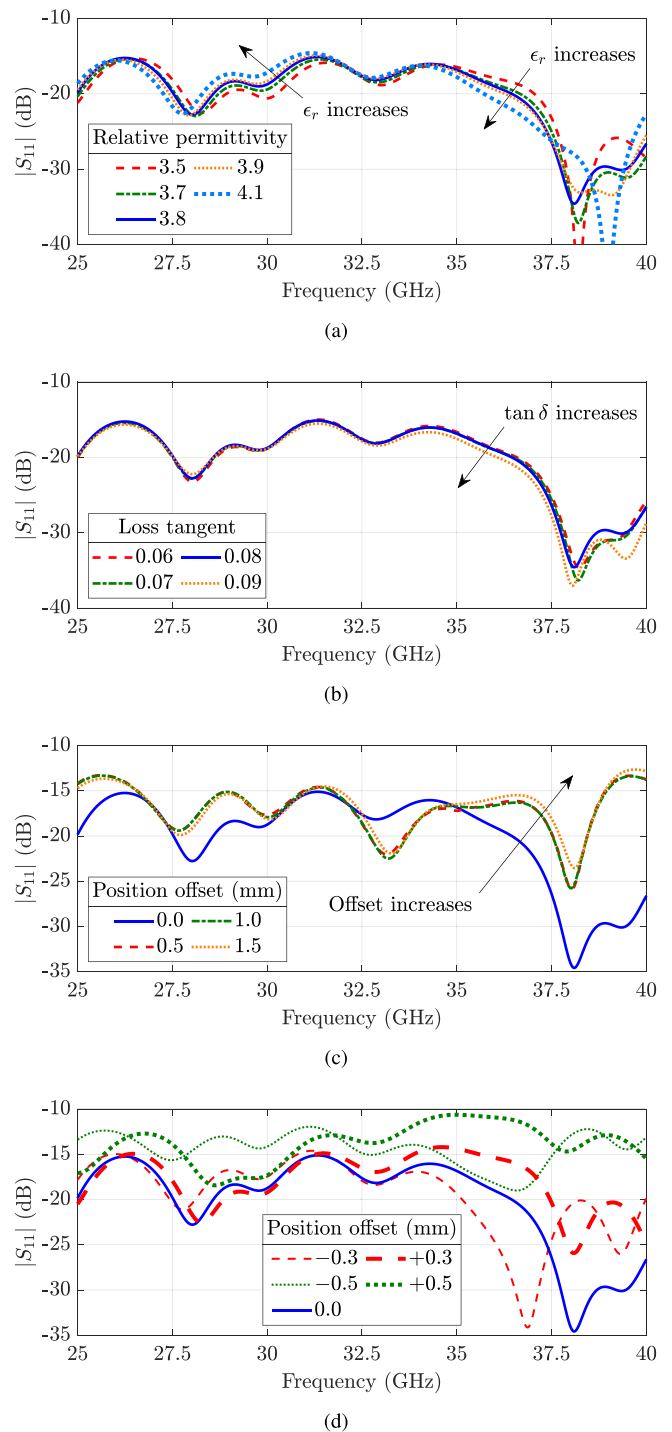 -10
-20
-30
-40
|S₁₁| (dB)
ϵᵣ increases
ϵᵣ increases
Relative permittivity
3.5 3.9
3.7 4.1
3.8
25 27.5 30 32.5 35 37.5 40
Frequency (GHz)
(a)
-10
-20
-30
-40
|S₁₁| (dB)
tan δ increases
Loss tangent
0.06 0.08
0.07 0.09
25 27.5 30 32.5 35 37.5 40
Frequency (GHz)
(b)
-10
-15
-20
-25
-30
-35
|S₁₁| (dB)
Position offset (mm)
0.0 1.0
0.5 1.5
Offset increases
25 27.5 30 32.5 35 37.5 40
Frequency (GHz)
(c)
-10
-15
-20
-25
-30
-35
|S₁₁| (dB)
Position offset (mm)
−0.3 +0.3
−0.5 +0.5
0.0
25 27.5 30 32.5 35 37.5 40
Frequency (GHz)
(d)